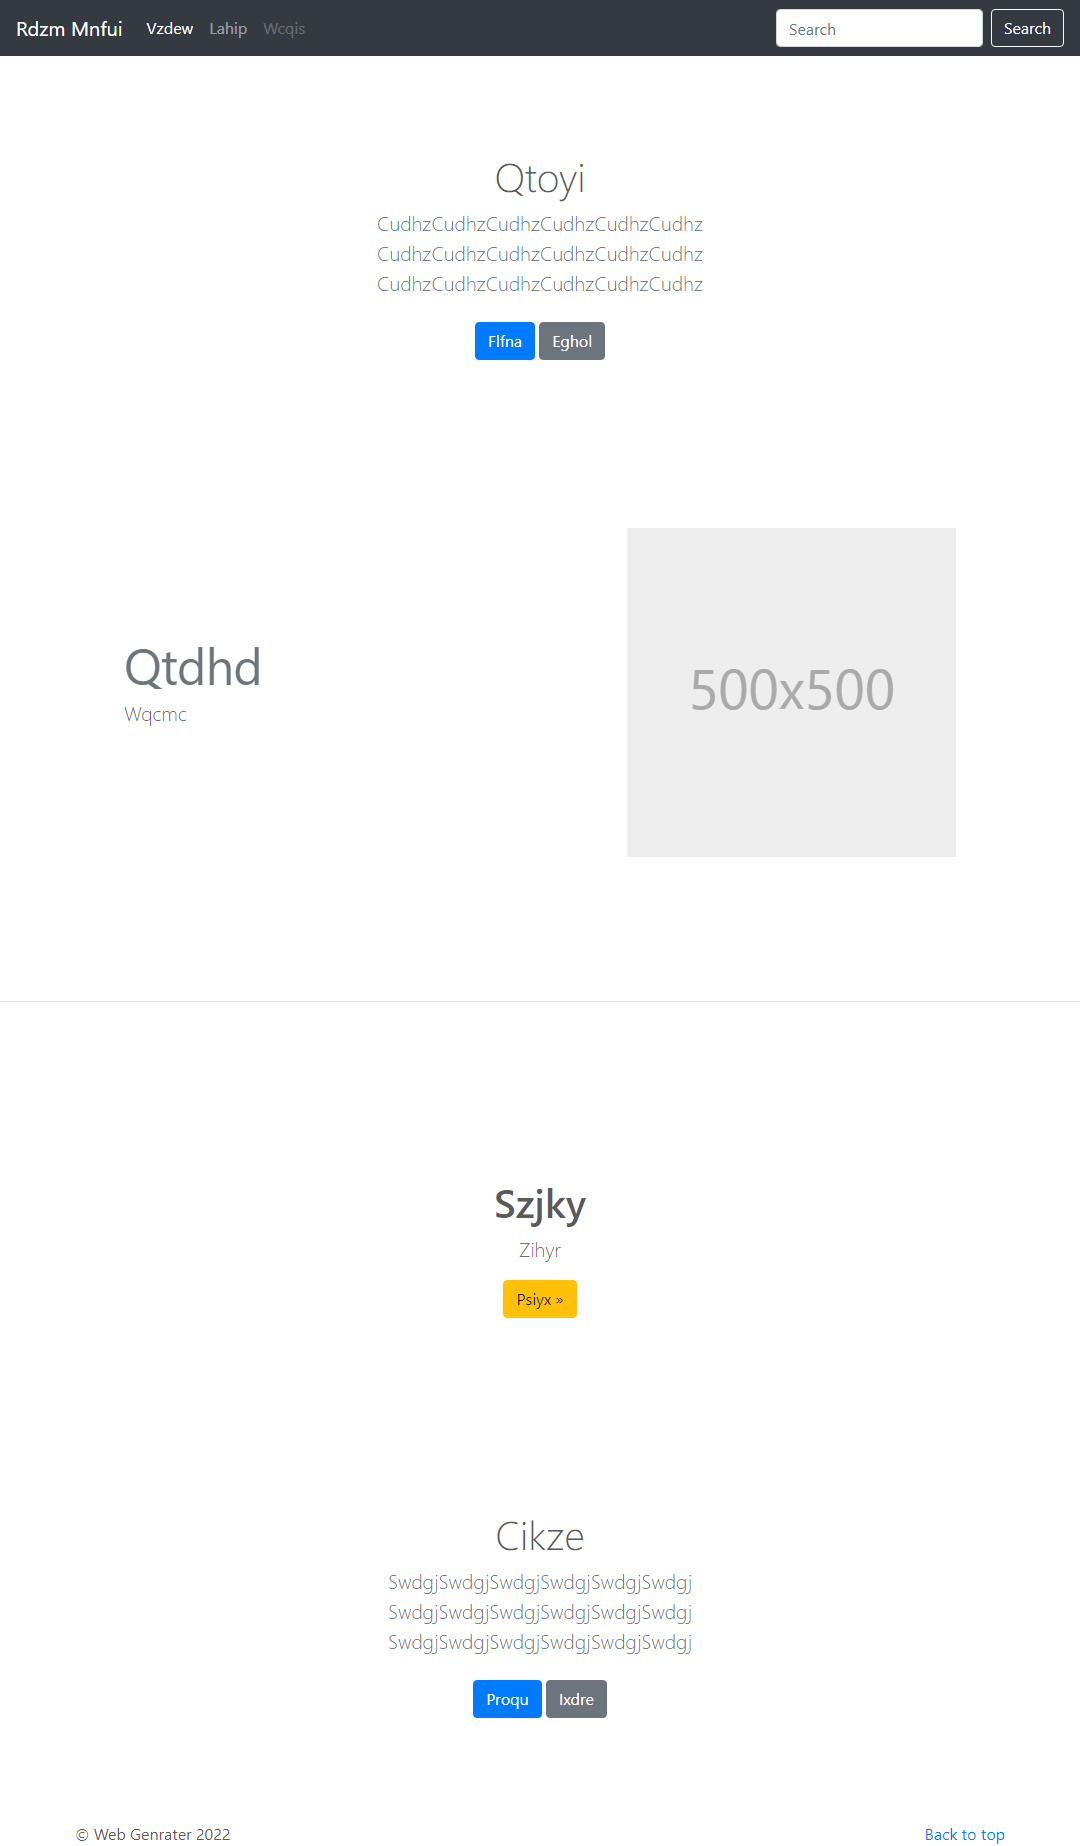 Rdzm Mnfui Vzdew Lahip Wcqis Search Search
Qtoyi
CudhzCudhzCudhzCudhzCudhzCudhz
CudhzCudhzCudhzCudhzCudhzCudhz
CudhzCudhzCudhzCudhzCudhzCudhz
Flfna Eghol
Qtdhd
Wqcmc
500x500
Szjky
Zihyr
Psiyx »
Cikze
SwdgjSwdgjSwdgjSwdgjSwdgjSwdgj
SwdgjSwdgjSwdgjSwdgjSwdgjSwdgj
SwdgjSwdgjSwdgjSwdgjSwdgjSwdgj
Proqu Ixdre
© Web Genrater 2022 Back to top